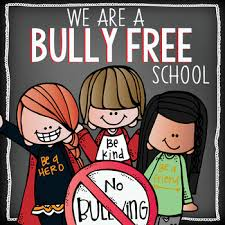 WE ARE A
BULLY FREE
SCHOOL
Be a
HERO
Be
kind
Be a
friend
NO
BULLYING